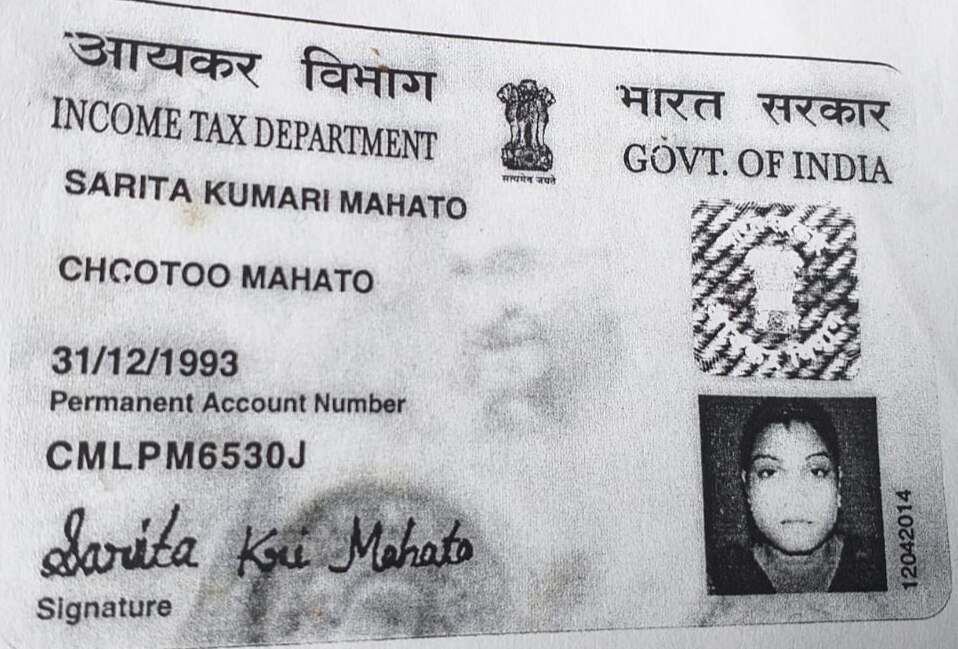 आयकर विभाग
INCOME TAX DEPARTMENT
सत्यमेव जयते
भारत सरकार
GOVT. OF INDIA
SARITA KUMARI MAHATO
CHOOTOO MAHATO
31/12/1993
Permanent Account Number
CMLPM6530J
Sarita Kri Mahato
Signature
12042014